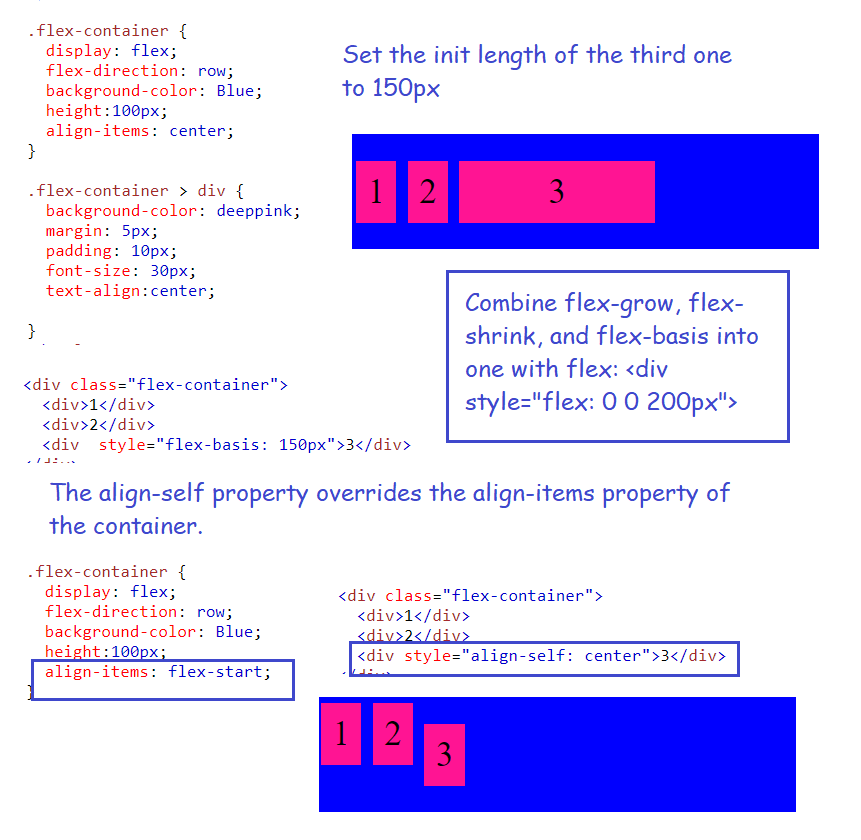 .flex-container {
display: flex;
flex-direction: row;
background-color: Blue;
height:100px;
align-items: center;
}
.flex-container > div {
background-color: deeppink;
margin: 5px;
padding: 10px;
font-size: 30px;
text-align:center;
}
<div class="flex-container">
<div>1</div>
<div>2</div>
<div  style="flex-basis: 150px">3</div>
</div>
Set the init length of the third one
to 150px
1 2 3
Combine flex-grow, flex-
shrink, and flex-basis into
one with flex: <div
style="flex: 0 0 200px">
The align-self property overrides the align-items property of
the container.
.flex-container {
display: flex;
flex-direction: row;
background-color: Blue;
height:100px;
align-items: flex-start;
}
<div class="flex-container">
<div>1</div>
<div>2</div>
<div style="align-self: center">3</div>
</div>
1 2 3